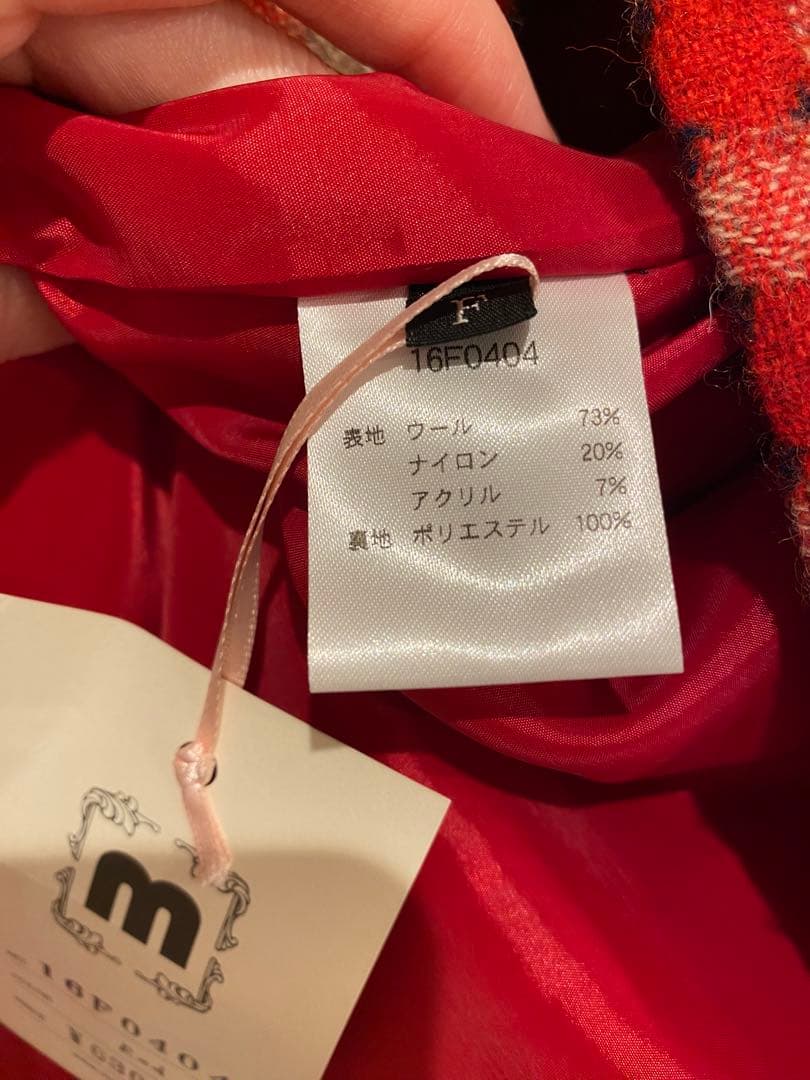 F
16F0404
表地 ウール 73%
ナイロン 20%
アクリル 7%
裏地 ポリエステル 100%
m
16F0404